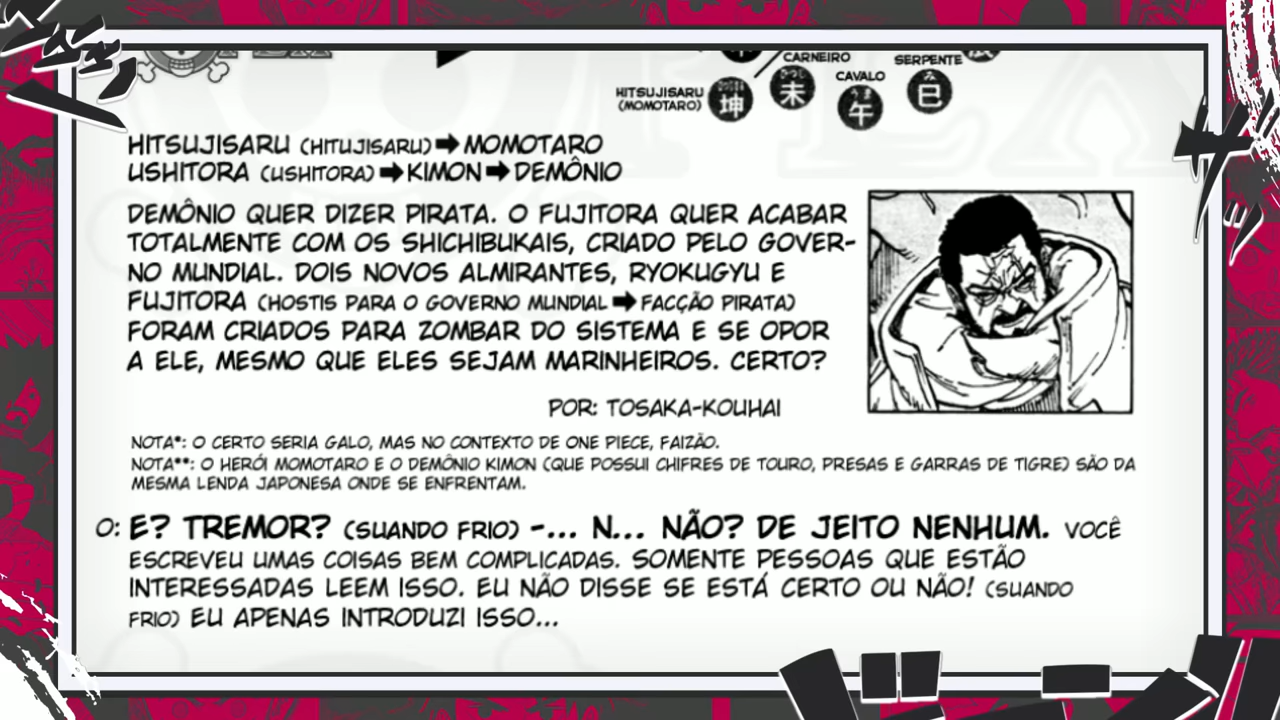 CARNEIRO
SERPENTE
CAVALO
HITSUJISARU
(MOMOTARO)
坤
未
午
巳
HITSUJISARU (HITUJISARU)➡MOMOTARO
USHITORA (USHITORA)➡KIMON➡DEMÔNIO
DEMÔNIO QUER DIZER PIRATA. O FUJITORA QUER ACABAR
TOTALMENTE COM OS SHICHIBUKAIS, CRIADO PELO GOVER-
NO MUNDIAL. DOIS NOVOS ALMIRANTES, RYOKUGYU E
FUJITORA (HOSTIS PARA O GOVERNO MUNDIAL➡FACÇÃO PIRATA)
FORAM CRIADOS PARA ZOMBAR DO SISTEMA E SE OPOR
A ELE, MESMO QUE ELES SEJAM MARINHEIROS. CERTO?
POR: TOSAKA-KOUHAI
NOTA*: O CERTO SERIA GALO, MAS NO CONTEXTO DE ONE PIECE, FAIZÃO.
NOTA**: O HERÓI MOMOTARO E O DEMÔNIO KIMON (QUE POSSUI CHIFRES DE TOURO, PRESAS E GARRAS DE TIGRE) SÃO DA
MESMA LENDA JAPONESA ONDE SE ENFRENTAM.
O: E? TREMOR? (SUANDO FRIO) -... N... NÃO? DE JEITO NENHUM. VOCÊ
ESCREVEU UMAS COISAS BEM COMPLICADAS. SOMENTE PESSOAS QUE ESTÃO
INTERESSADAS LEEM ISSO. EU NÃO DISSE SE ESTÁ CERTO OU NÃO! (SUANDO
FRIO) EU APENAS INTRODUZI ISSO...